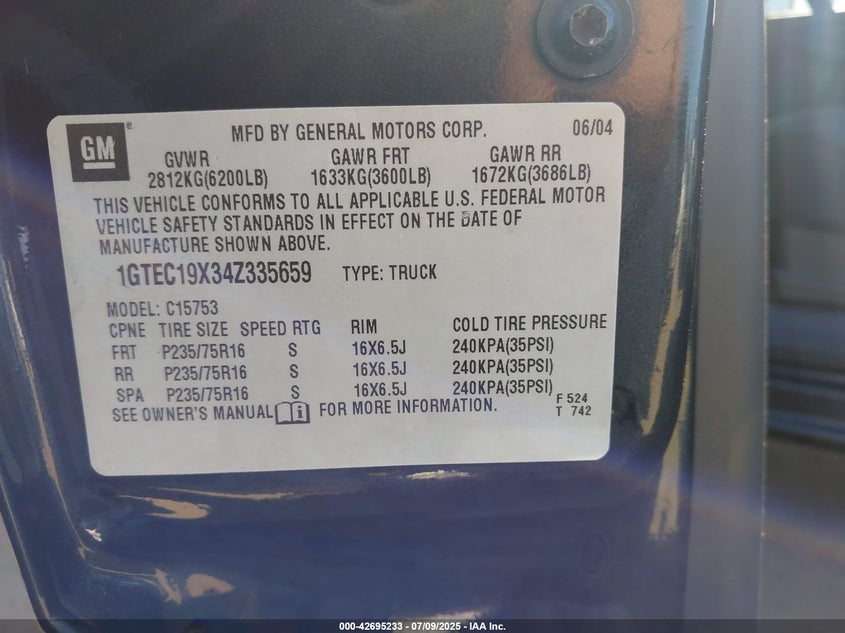 GM
MFD BY GENERAL MOTORS CORP. 06/04
GVWR GAWR FRT GAWR RR
2812KG(6200LB) 1633KG(3600LB) 1672KG(3686LB)
THIS VEHICLE CONFORMS TO ALL APPLICABLE U.S. FEDERAL MOTOR
VEHICLE SAFETY STANDARDS IN EFFECT ON THE DATE OF
MANUFACTURE SHOWN ABOVE.
1GTEC19X34Z335659 TYPE: TRUCK
MODEL: C15753
CPNE TIRE SIZE SPEED RTG RIM COLD TIRE PRESSURE
FRT P235/75R16 S 16X6.5J 240KPA(35PSI)
RR P235/75R16 S 16X6.5J 240KPA(35PSI)
SPA P235/75R16 S 16X6.5J 240KPA(35PSI)
SEE OWNER'S MANUAL FOR MORE INFORMATION.
F 524
T 742
000-42695233 - 07/09/2025 - IAA Inc.